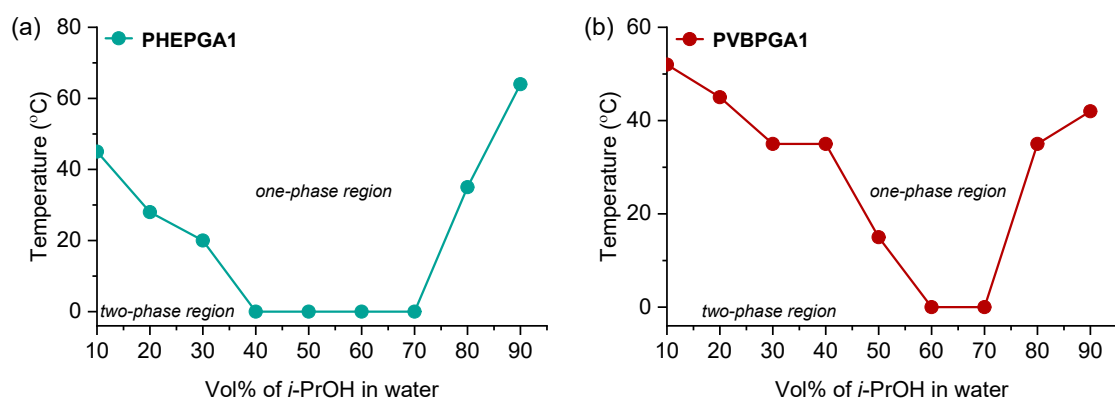 (a)
PHEPGA1
80
60
40
20
0
Temperature (°C)
one-phase region
two-phase region
10 20 30 40 50 60 70 80 90
Vol% of i-PrOH in water
(b)
PVBPGA1
60
40
20
0
Temperature (°C)
one-phase region
two-phase region
10 20 30 40 50 60 70 80 90
Vol% of i-PrOH in water